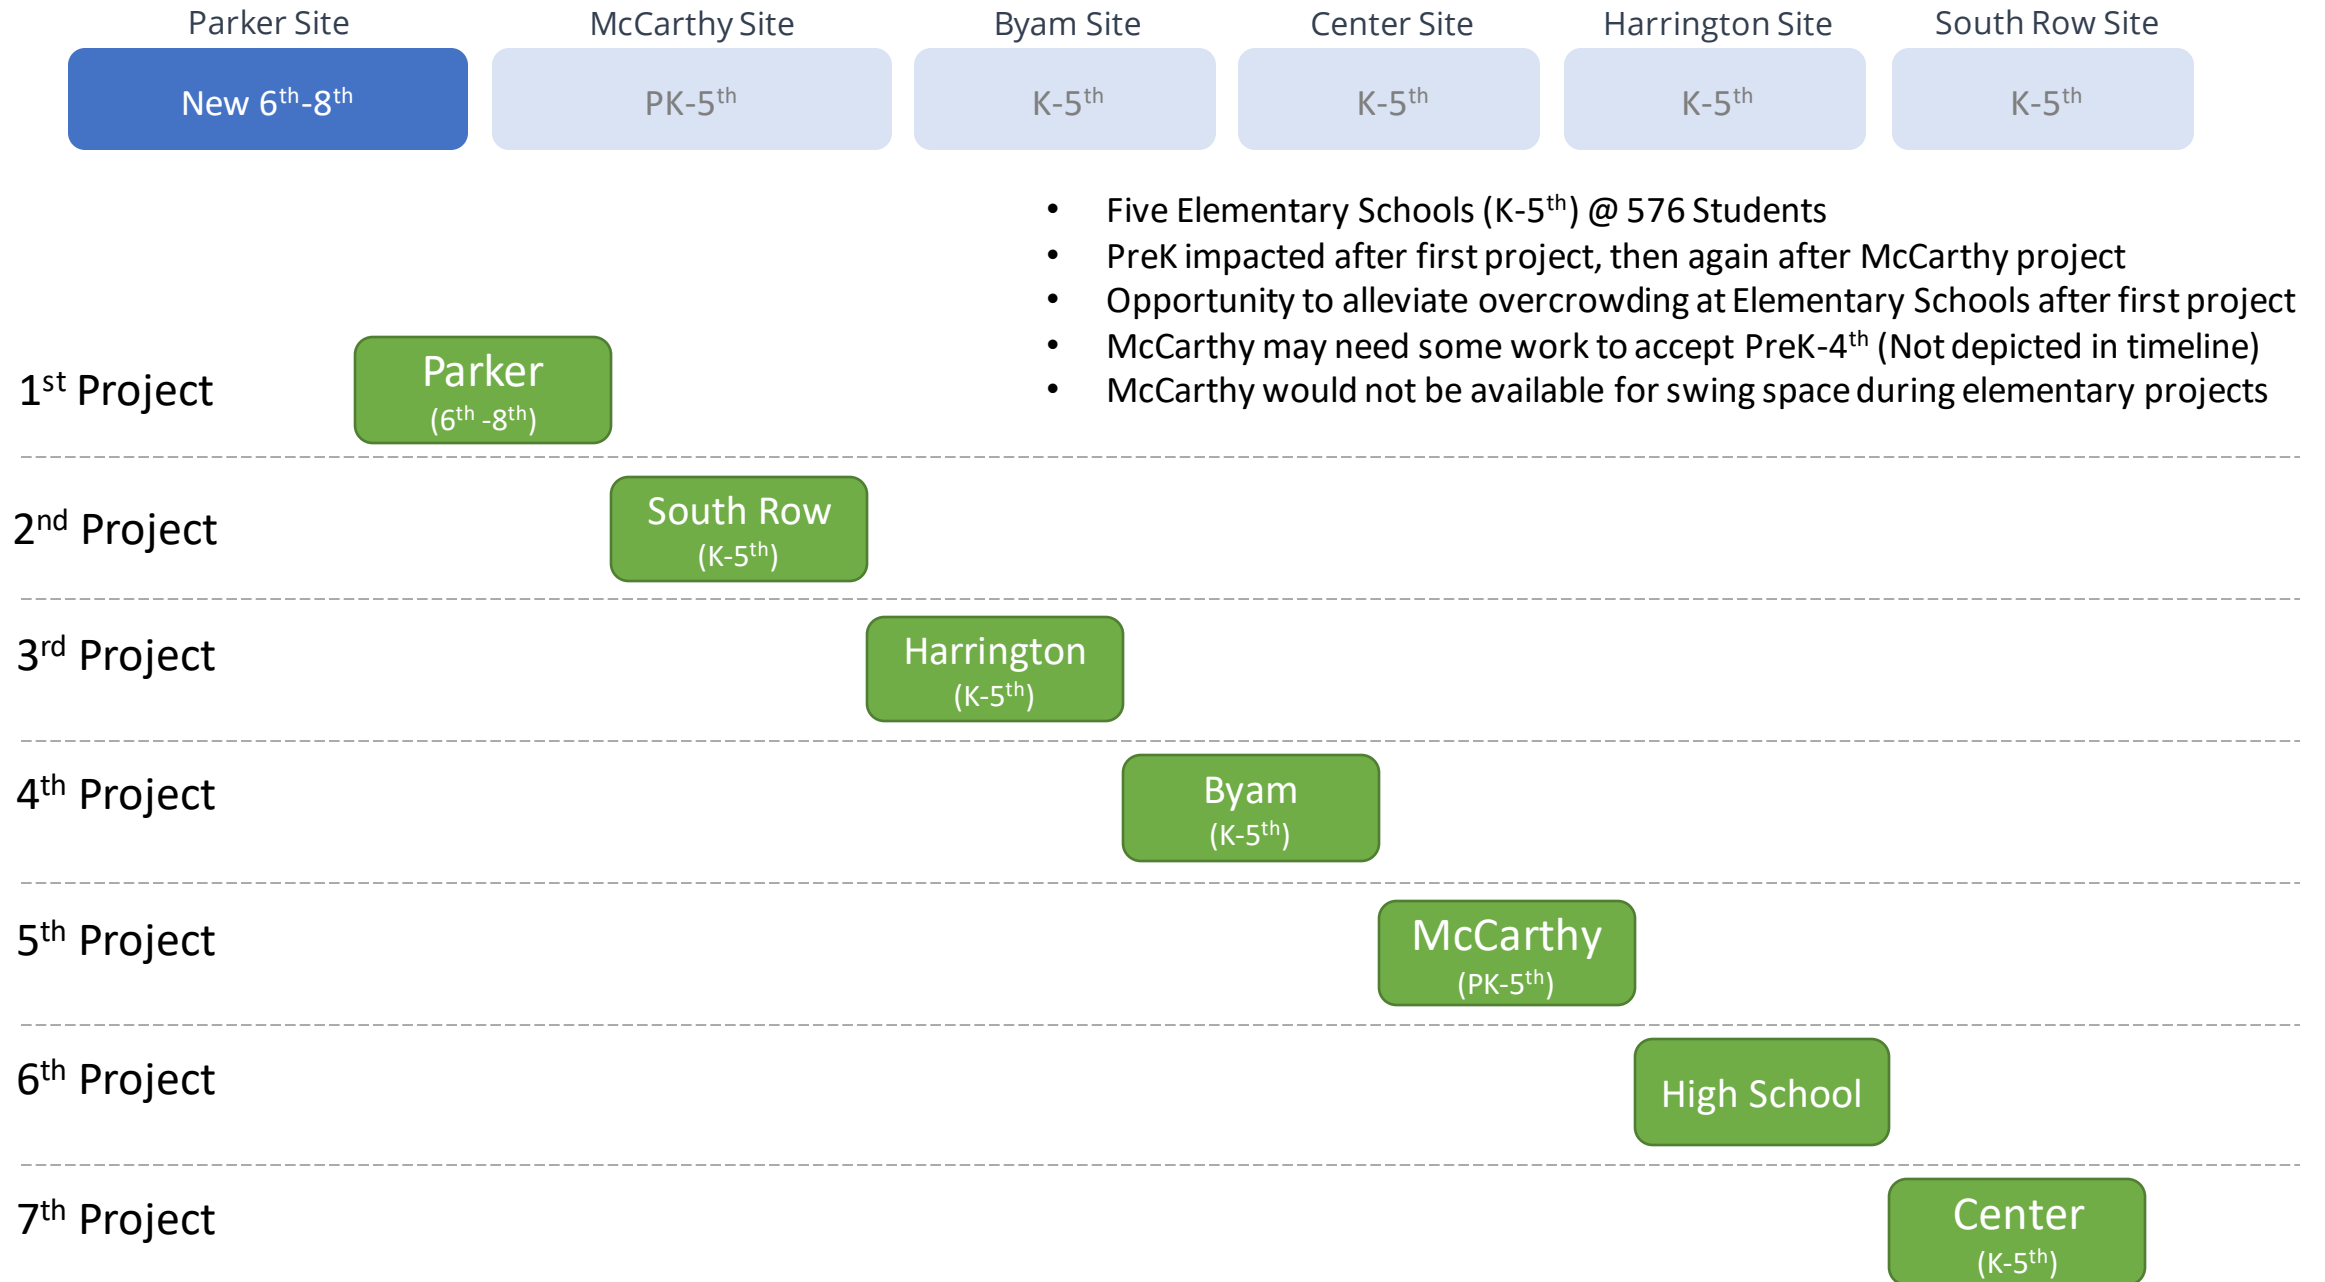 Parker Site McCarthy Site Byam Site Center Site Harrington Site South Row Site
New 6th-8th PK-5th K-5th K-5th K-5th K-5th
• Five Elementary Schools (K-5th) @ 576 Students
• PreK impacted after first project, then again after McCarthy project
• Opportunity to alleviate overcrowding at Elementary Schools after first project
• McCarthy may need some work to accept PreK-4th (Not depicted in timeline)
• McCarthy would not be available for swing space during elementary projects
1st Project
Parker
(6th -8th)
2nd Project
South Row
(K-5th)
3rd Project
Harrington
(K-5th)
4th Project
Byam
(K-5th)
5th Project
McCarthy
(PK-5th)
6th Project
High School
7th Project
Center
(K-5th)